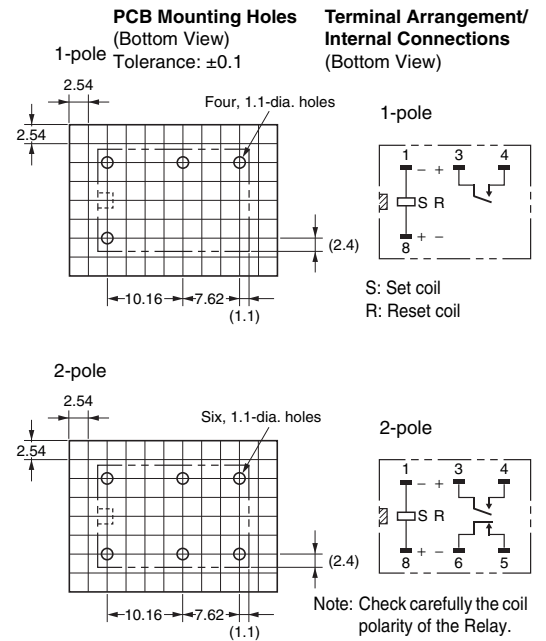 PCB Mounting Holes
(Bottom View)
Tolerance: ±0.1
Terminal Arrangement/
Internal Connections
(Bottom View)
1-pole
2.54
2.54
Four, 1.1-dia. holes
(2.4)
10.16
7.62
(1.1)
1-pole
1 - + 3 4
S R
8 + -
S: Set coil
R: Reset coil
2-pole
2.54
2.54
Six, 1.1-dia. holes
(2.4)
10.16
7.62
(1.1)
2-pole
1 - + 3 4
S R
8 + - 6 5
Note: Check carefully the coil
polarity of the Relay.